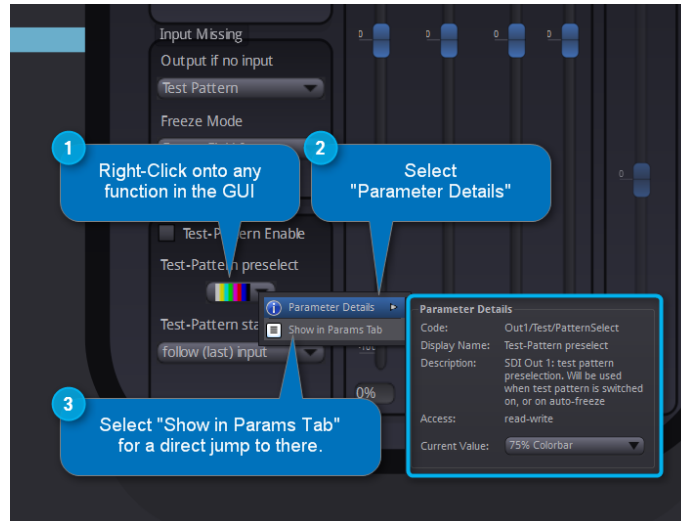 Input Missing
Output if no input
Test Pattern
Freeze Mode
1
Right-Click onto any
function in the GUI
2
Select
"Parameter Details"
0
0
0
0
0
Test-P ern Enable
Test-Patte n preselect
Parameter Details
Show in Params Tab
Test-Pattern sta
follow (last) input
0%
3
Select "Show in Params Tab"
for a direct jump to there.
Parameter Details
Code: Out1/Test/PatternSelect
Display Name: Test-Pattern preselect
Description: SDI Out 1: test pattern
preselection. Will be used
when test pattern is switched
on, or on auto-freeze
Access: read-write
Current Value: 75% Colorbar